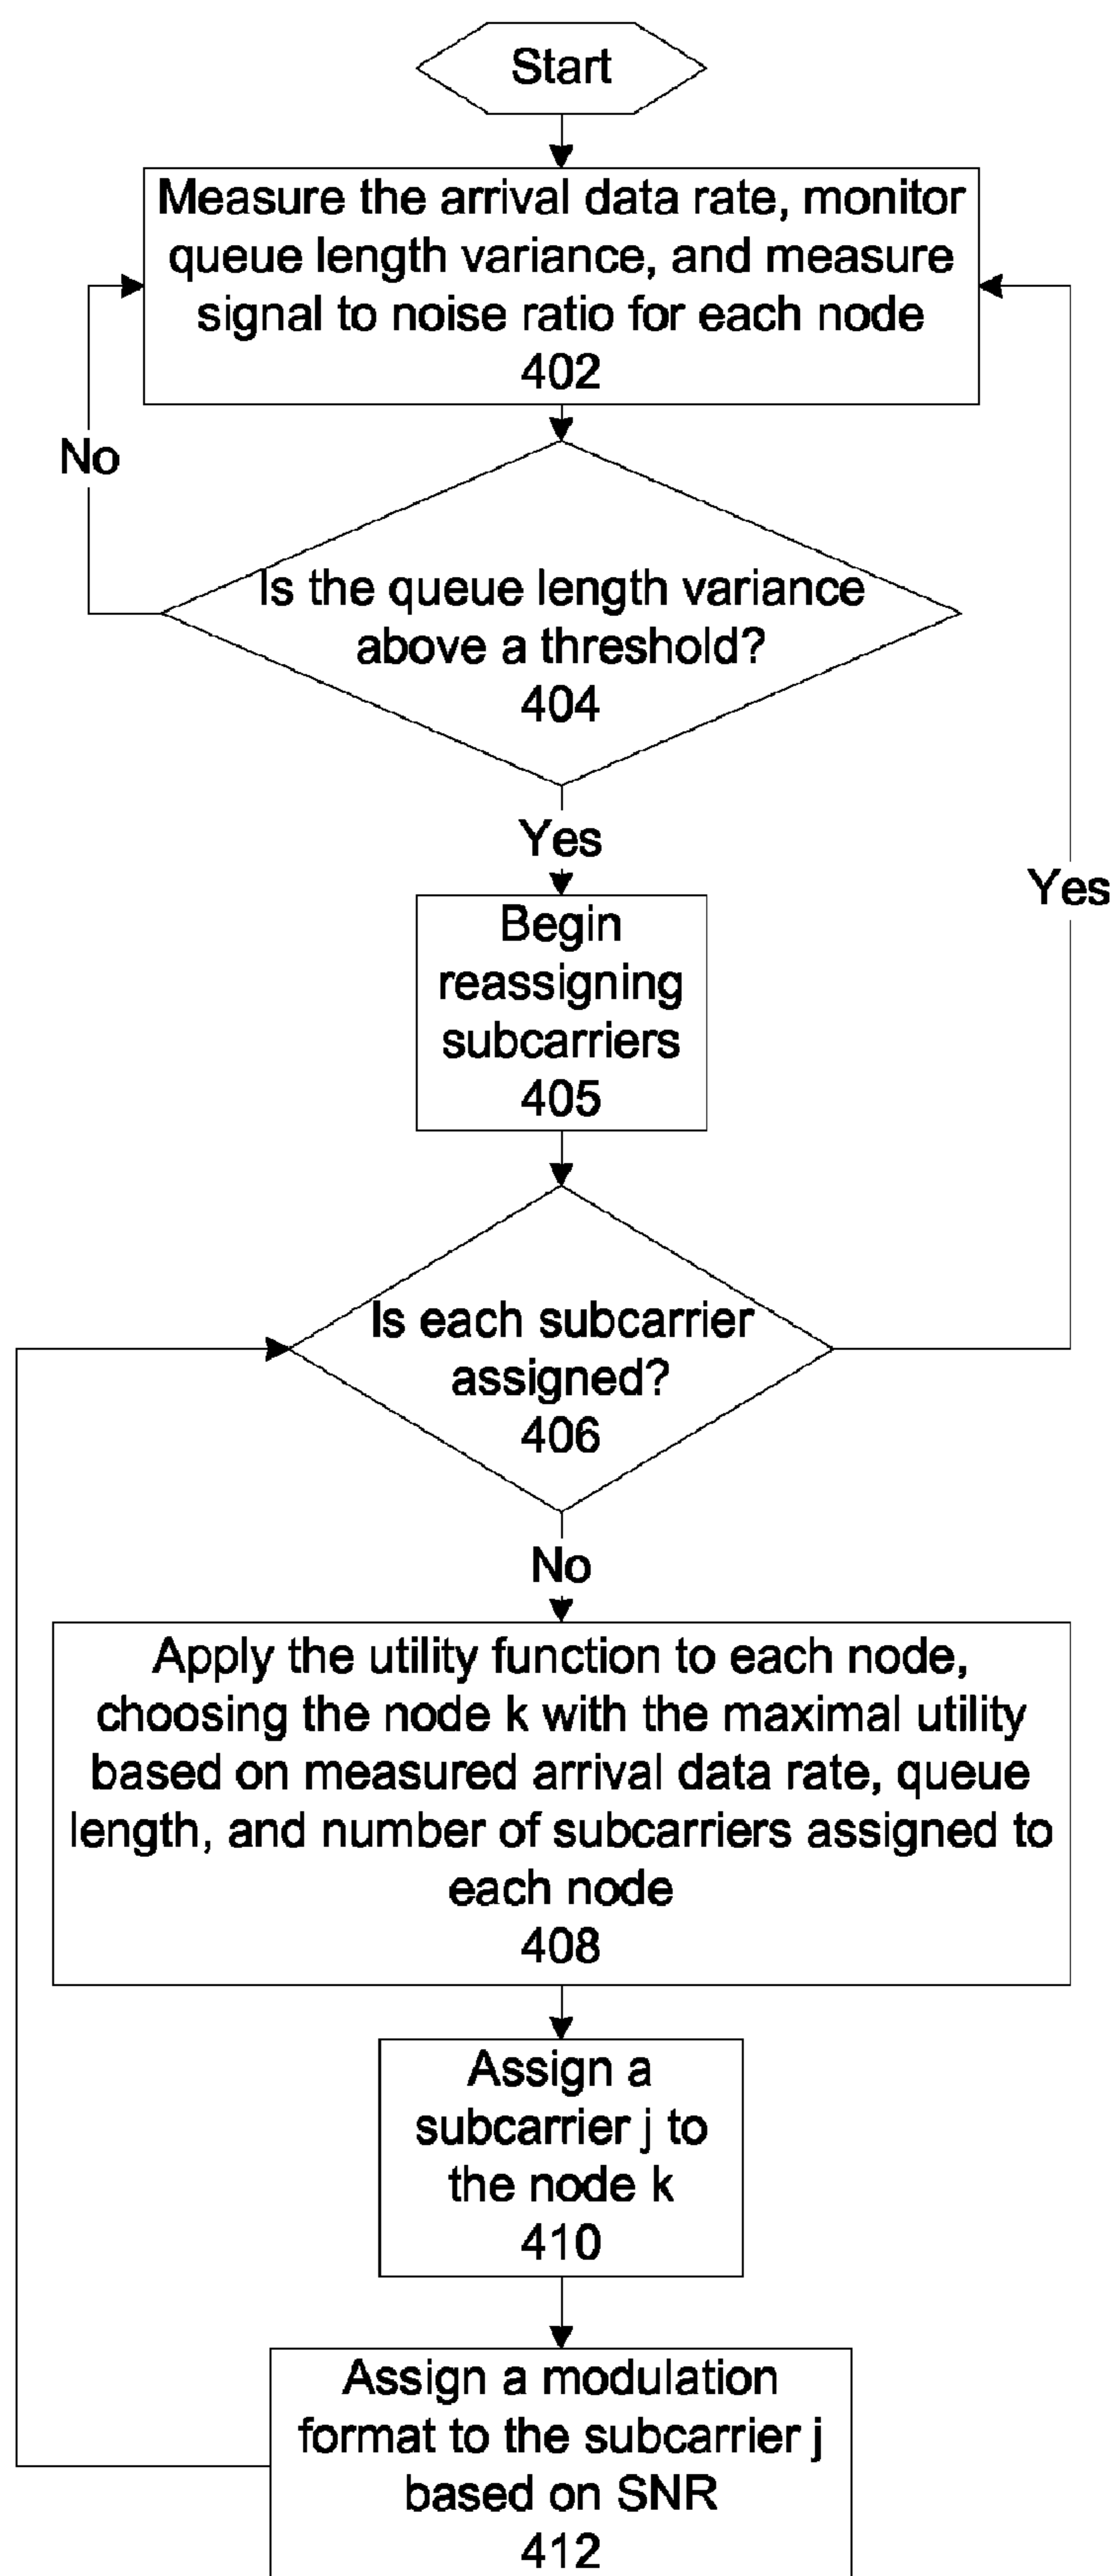 Start
Measure the arrival data rate, monitor
queue length variance, and measure
signal to noise ratio for each node
402
No
Is the queue length variance
above a threshold?
404
Yes
Yes
Begin
reassigning
subcarriers
405
Is each subcarrier
assigned?
406
No
Apply the utility function to each node,
choosing the node k with the maximal utility
based on measured arrival data rate, queue
length, and number of subcarriers assigned to
each node
408
Assign a
subcarrier j to
the node k
410
Assign a modulation
format to the subcarrier j
based on SNR
412